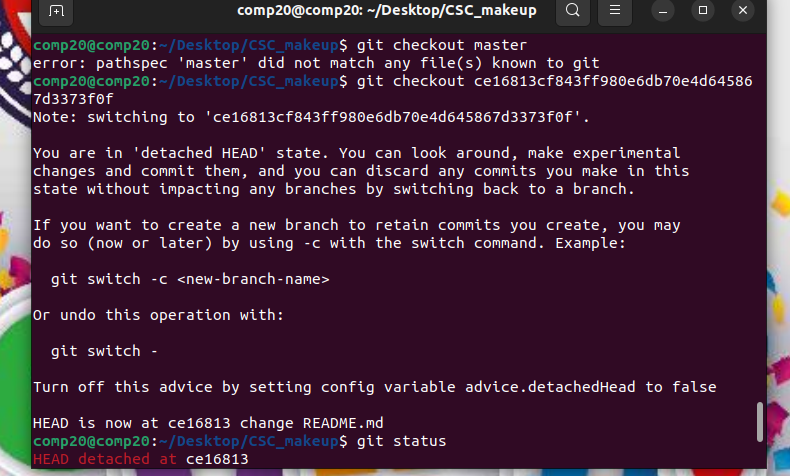 comp20@comp20: ~/Desktop/CSC_makeup
comp20@comp20:~/Desktop/CSC_makeup$ git checkout master
error: pathspec 'master' did not match any file(s) known to git
comp20@comp20:~/Desktop/CSC_makeup$ git checkout ce16813cf843ff980e6db70e4d64586
7d3373f0f
Note: switching to 'ce16813cf843ff980e6db70e4d645867d3373f0f'.
You are in 'detached HEAD' state. You can look around, make experimental
changes and commit them, and you can discard any commits you make in this
state without impacting any branches by switching back to a branch.
If you want to create a new branch to retain commits you create, you may
do so (now or later) by using -c with the switch command. Example:
git switch -c <new-branch-name>
Or undo this operation with:
git switch -
Turn off this advice by setting config variable advice.detachedHead to false
HEAD is now at ce16813 change README.md
comp20@comp20:~/Desktop/CSC_makeup$ git status
HEAD detached at ce16813